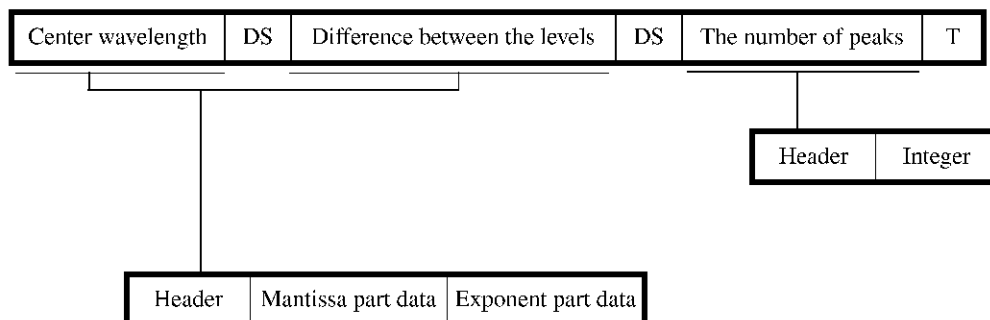 Center wavelength DS Difference between the levels DS The number of peaks T
Header Integer
Header Mantissa part data Exponent part data